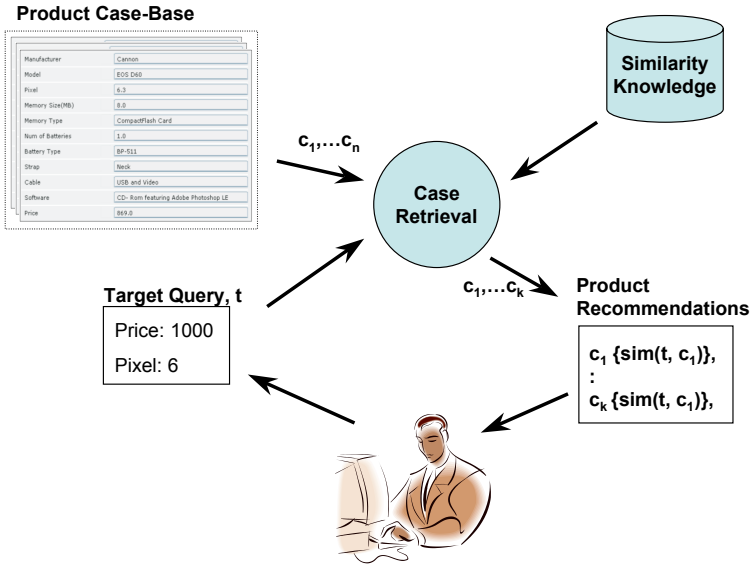 Product Case-Base
Manufacturer Cannon
Model EOS D60
Pixel 6.3
Memory Size(MB) 8.0
Memory Type CompactFlash Card
Num of Batteries 1.0
Battery Type BP-511
Strap Neck
Cable USB and Video
Software CD- Rom featuring Adobe Photoshop LE
Price 869.0
Similarity
Knowledge
c1,…cn
Case
Retrieval
c1,…ck
Target Query, t
Price: 1000
Pixel: 6
Product
Recommendations
c1 {sim(t, c1)},
:
ck {sim(t, c1)},